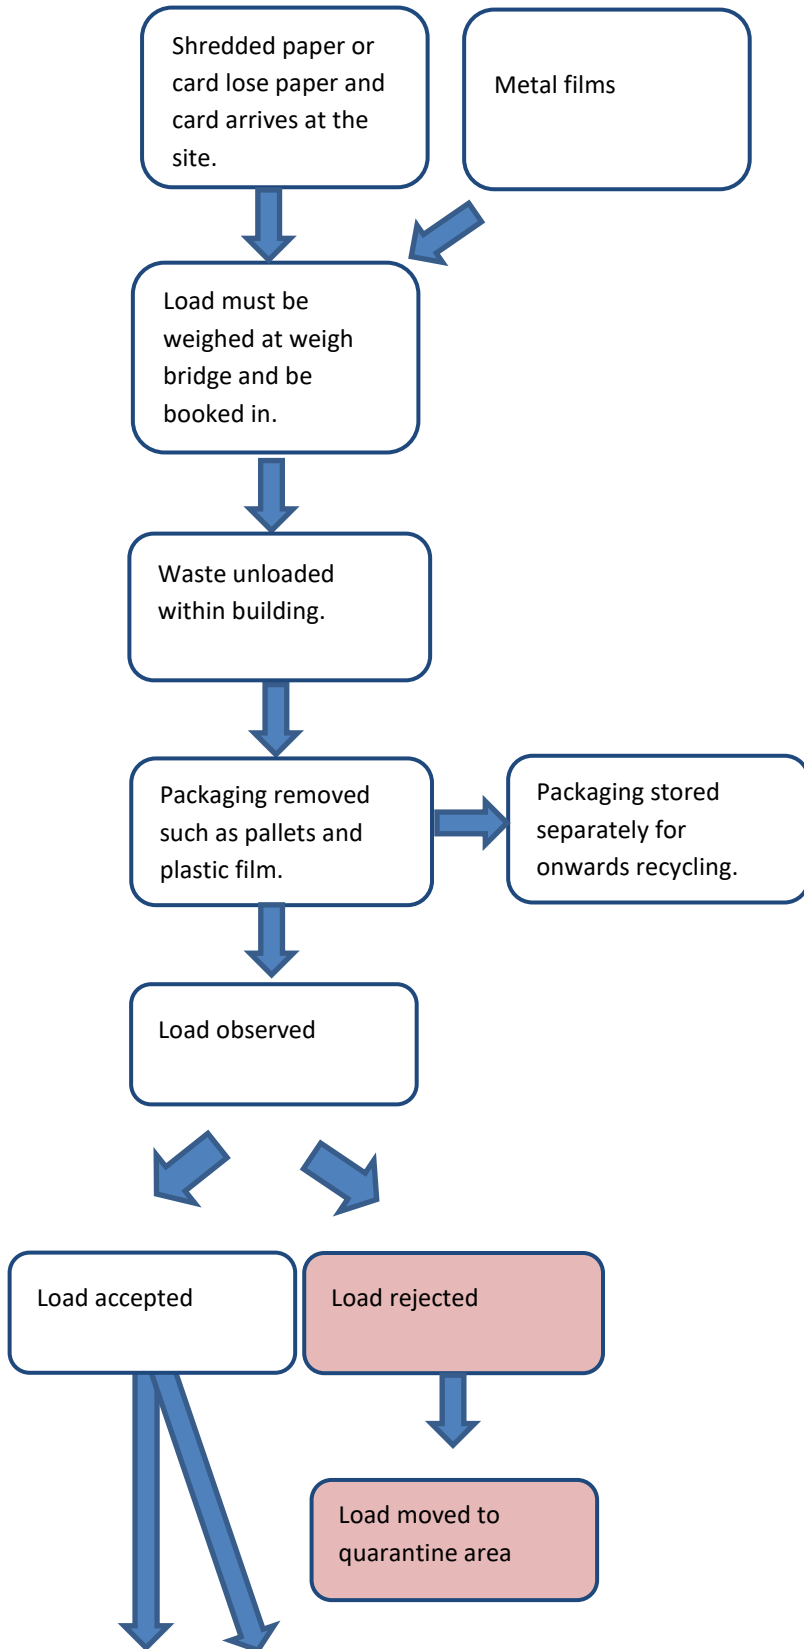 Shredded paper or
card lose paper and
card arrives at the
site.
Metal films
Load must be
weighed at weigh
bridge and be
booked in.
Waste unloaded
within building.
Packaging removed
such as pallets and
plastic film.
Packaging stored
separately for
onwards recycling.
Load observed
Load accepted
Load rejected
Load moved to
quarantine area